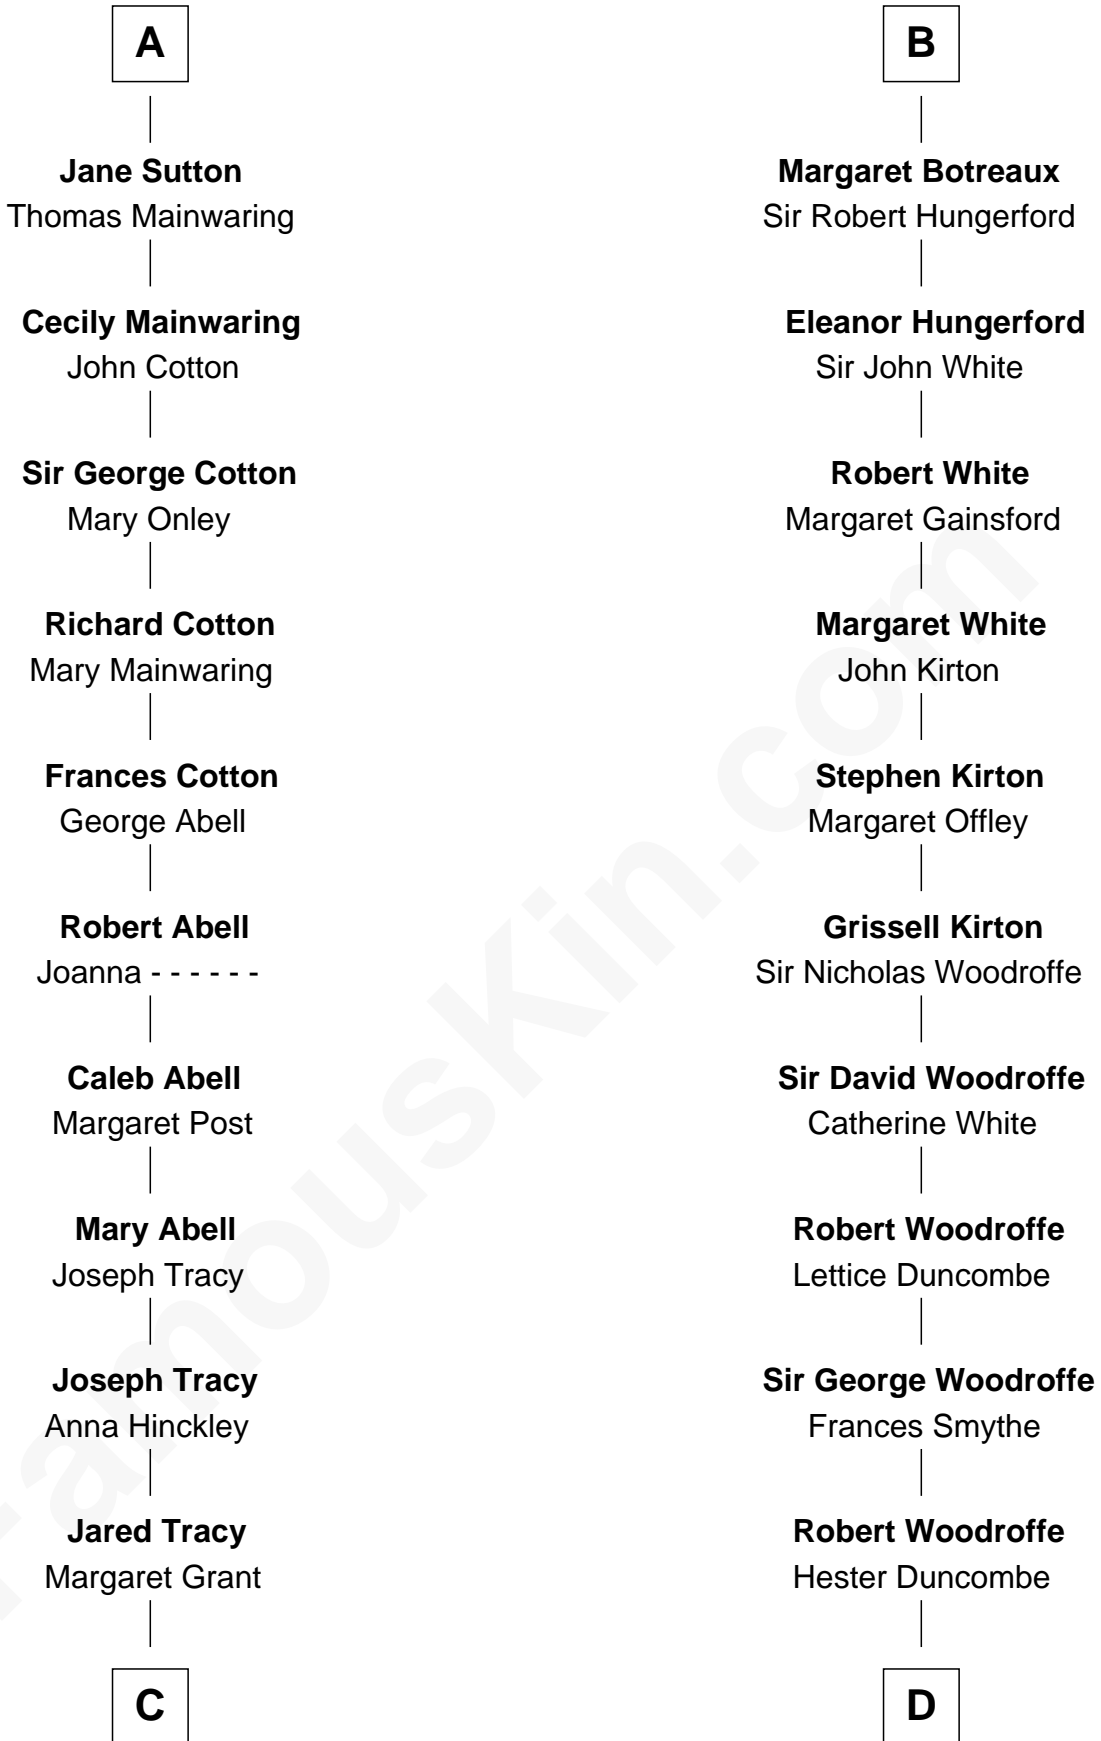 A
Jane Sutton
Thomas Mainwaring
Cecily Mainwaring
John Cotton
Sir George Cotton
Mary Onley
Richard Cotton
Mary Mainwaring
Frances Cotton
George Abell
Robert Abell
Joanna - - - - - -
Caleb Abell
Margaret Post
Mary Abell
Joseph Tracy
Joseph Tracy
Anna Hinckley
Jared Tracy
Margaret Grant
C
B
Margaret Botreaux
Sir Robert Hungerford
Eleanor Hungerford
Sir John White
Robert White
Margaret Gainsford
Margaret White
John Kirton
Stephen Kirton
Margaret Offley
Grissell Kirton
Sir Nicholas Woodroffe
Sir David Woodroffe
Catherine White
Robert Woodroffe
Lettice Duncombe
Sir George Woodroffe
Frances Smythe
Robert Woodroffe
Hester Duncombe
D
FamousKin.com